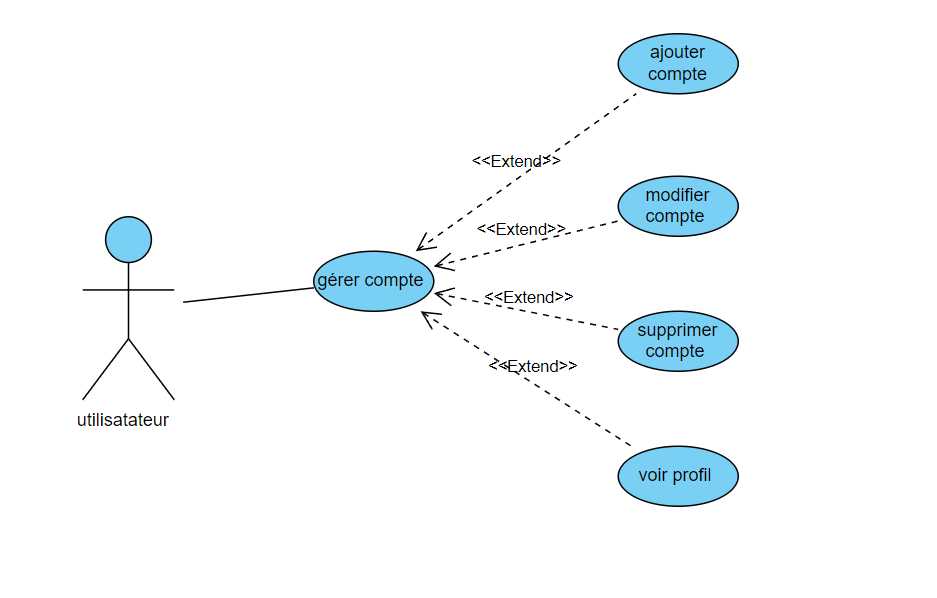 ajouter
compte
<<Extend>>
modifier
compte
<<Extend>>
gérer compte
<<Extend>>
supprimer
compte
<<Extend>>
utilisatateur
voir profil